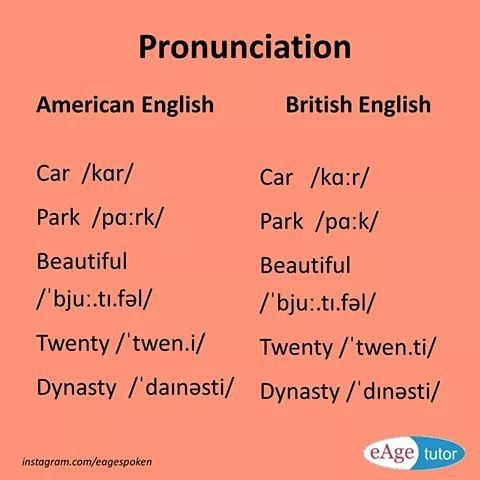 Pronunciation
American English
British English
Car /kɑr/
Car /kɑːr/
Park /pɑːrk/
Park /pɑːk/
Beautiful
Beautiful
/ˈbjuː.tɪ.fəl/
/ˈbjuː.tɪ.fəl/
Twenty /ˈtwen.i/
Twenty /ˈtwen.ti/
Dynasty /ˈdaɪnəsti/
Dynasty /ˈdɪnəsti/
instagram.com/eagespoken
eAge tutor